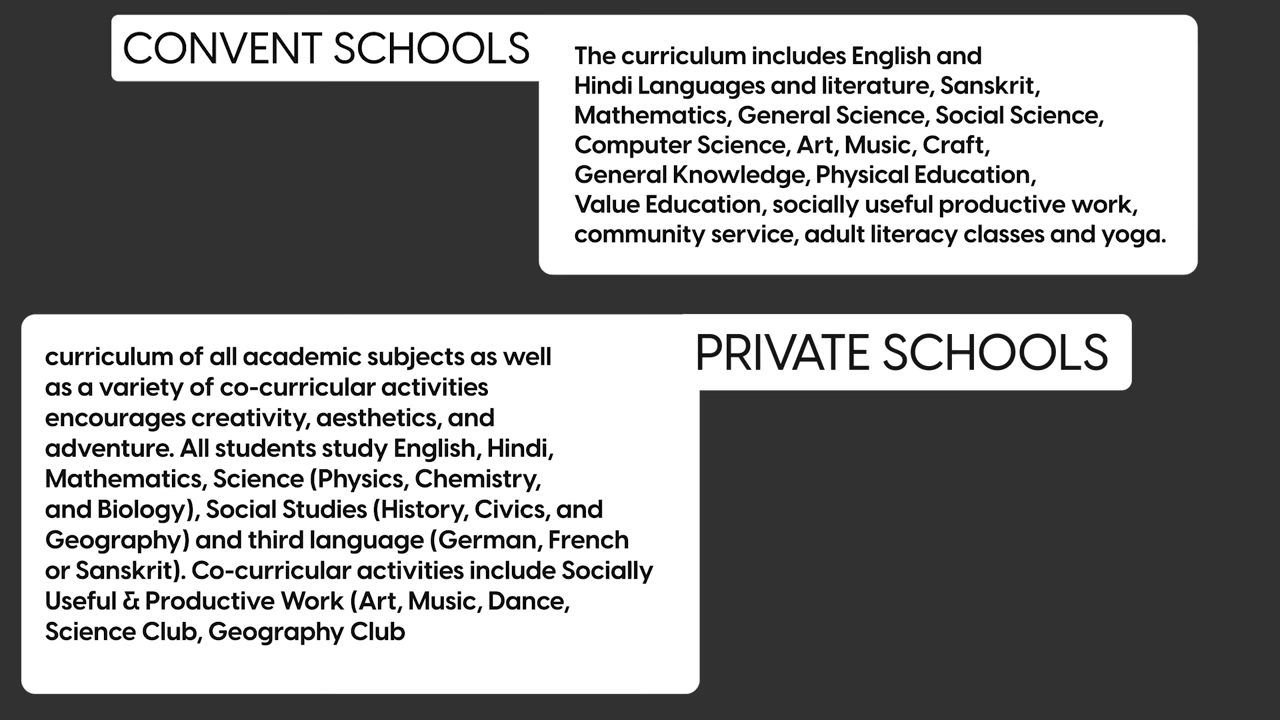 CONVENT SCHOOLS
The curriculum includes English and
Hindi Languages and literature, Sanskrit,
Mathematics, General Science, Social Science,
Computer Science, Art, Music, Craft,
General Knowledge, Physical Education,
Value Education, socially useful productive work,
community service, adult literacy classes and yoga.
PRIVATE SCHOOLS
curriculum of all academic subjects as well
as a variety of co-curricular activities
encourages creativity, aesthetics, and
adventure. All students study English, Hindi,
Mathematics, Science (Physics, Chemistry,
and Biology), Social Studies (History, Civics, and
Geography) and third language (German, French
or Sanskrit). Co-curricular activities include Socially
Useful & Productive Work (Art, Music, Dance,
Science Club, Geography Club